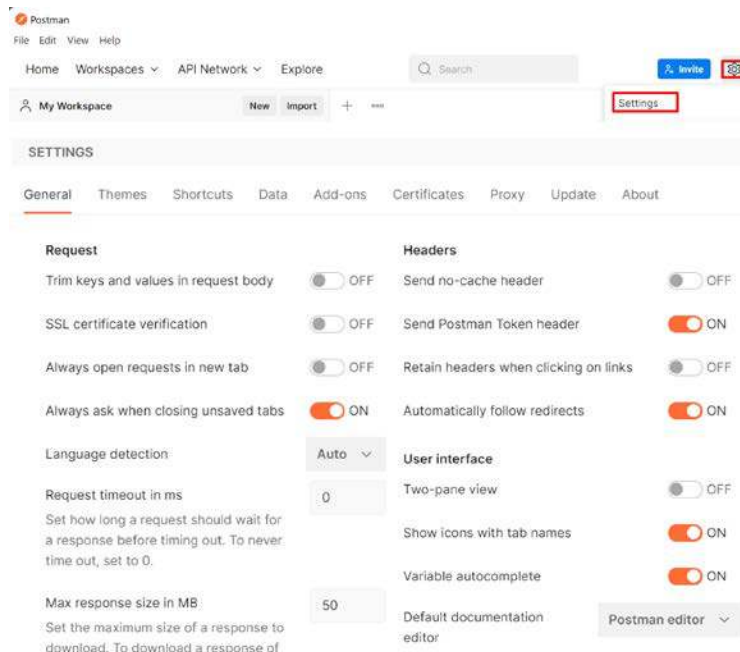 Postman
File Edit View Help
Home Workspaces API Network Explore Search Invite
My Workspace New Import Settings
SETTINGS
General Themes Shortcuts Data Add-ons Certificates Proxy Update About
Request
Trim keys and values in request body OFF
SSL certificate verification OFF
Always open requests in new tab OFF
Always ask when closing unsaved tabs ON
Language detection Auto
Request timeout in ms 0
Set how long a request should wait for
a response before timing out. To never
time out, set to 0.
Max response size in MB 50
Set the maximum size of a response to
download. To download a response of
Headers
Send no-cache header OFF
Send Postman Token header ON
Retain headers when clicking on links OFF
Automatically follow redirects ON
User interface
Two-pane view OFF
Show icons with tab names ON
Variable autocomplete ON
Default documentation
editor Postman editor